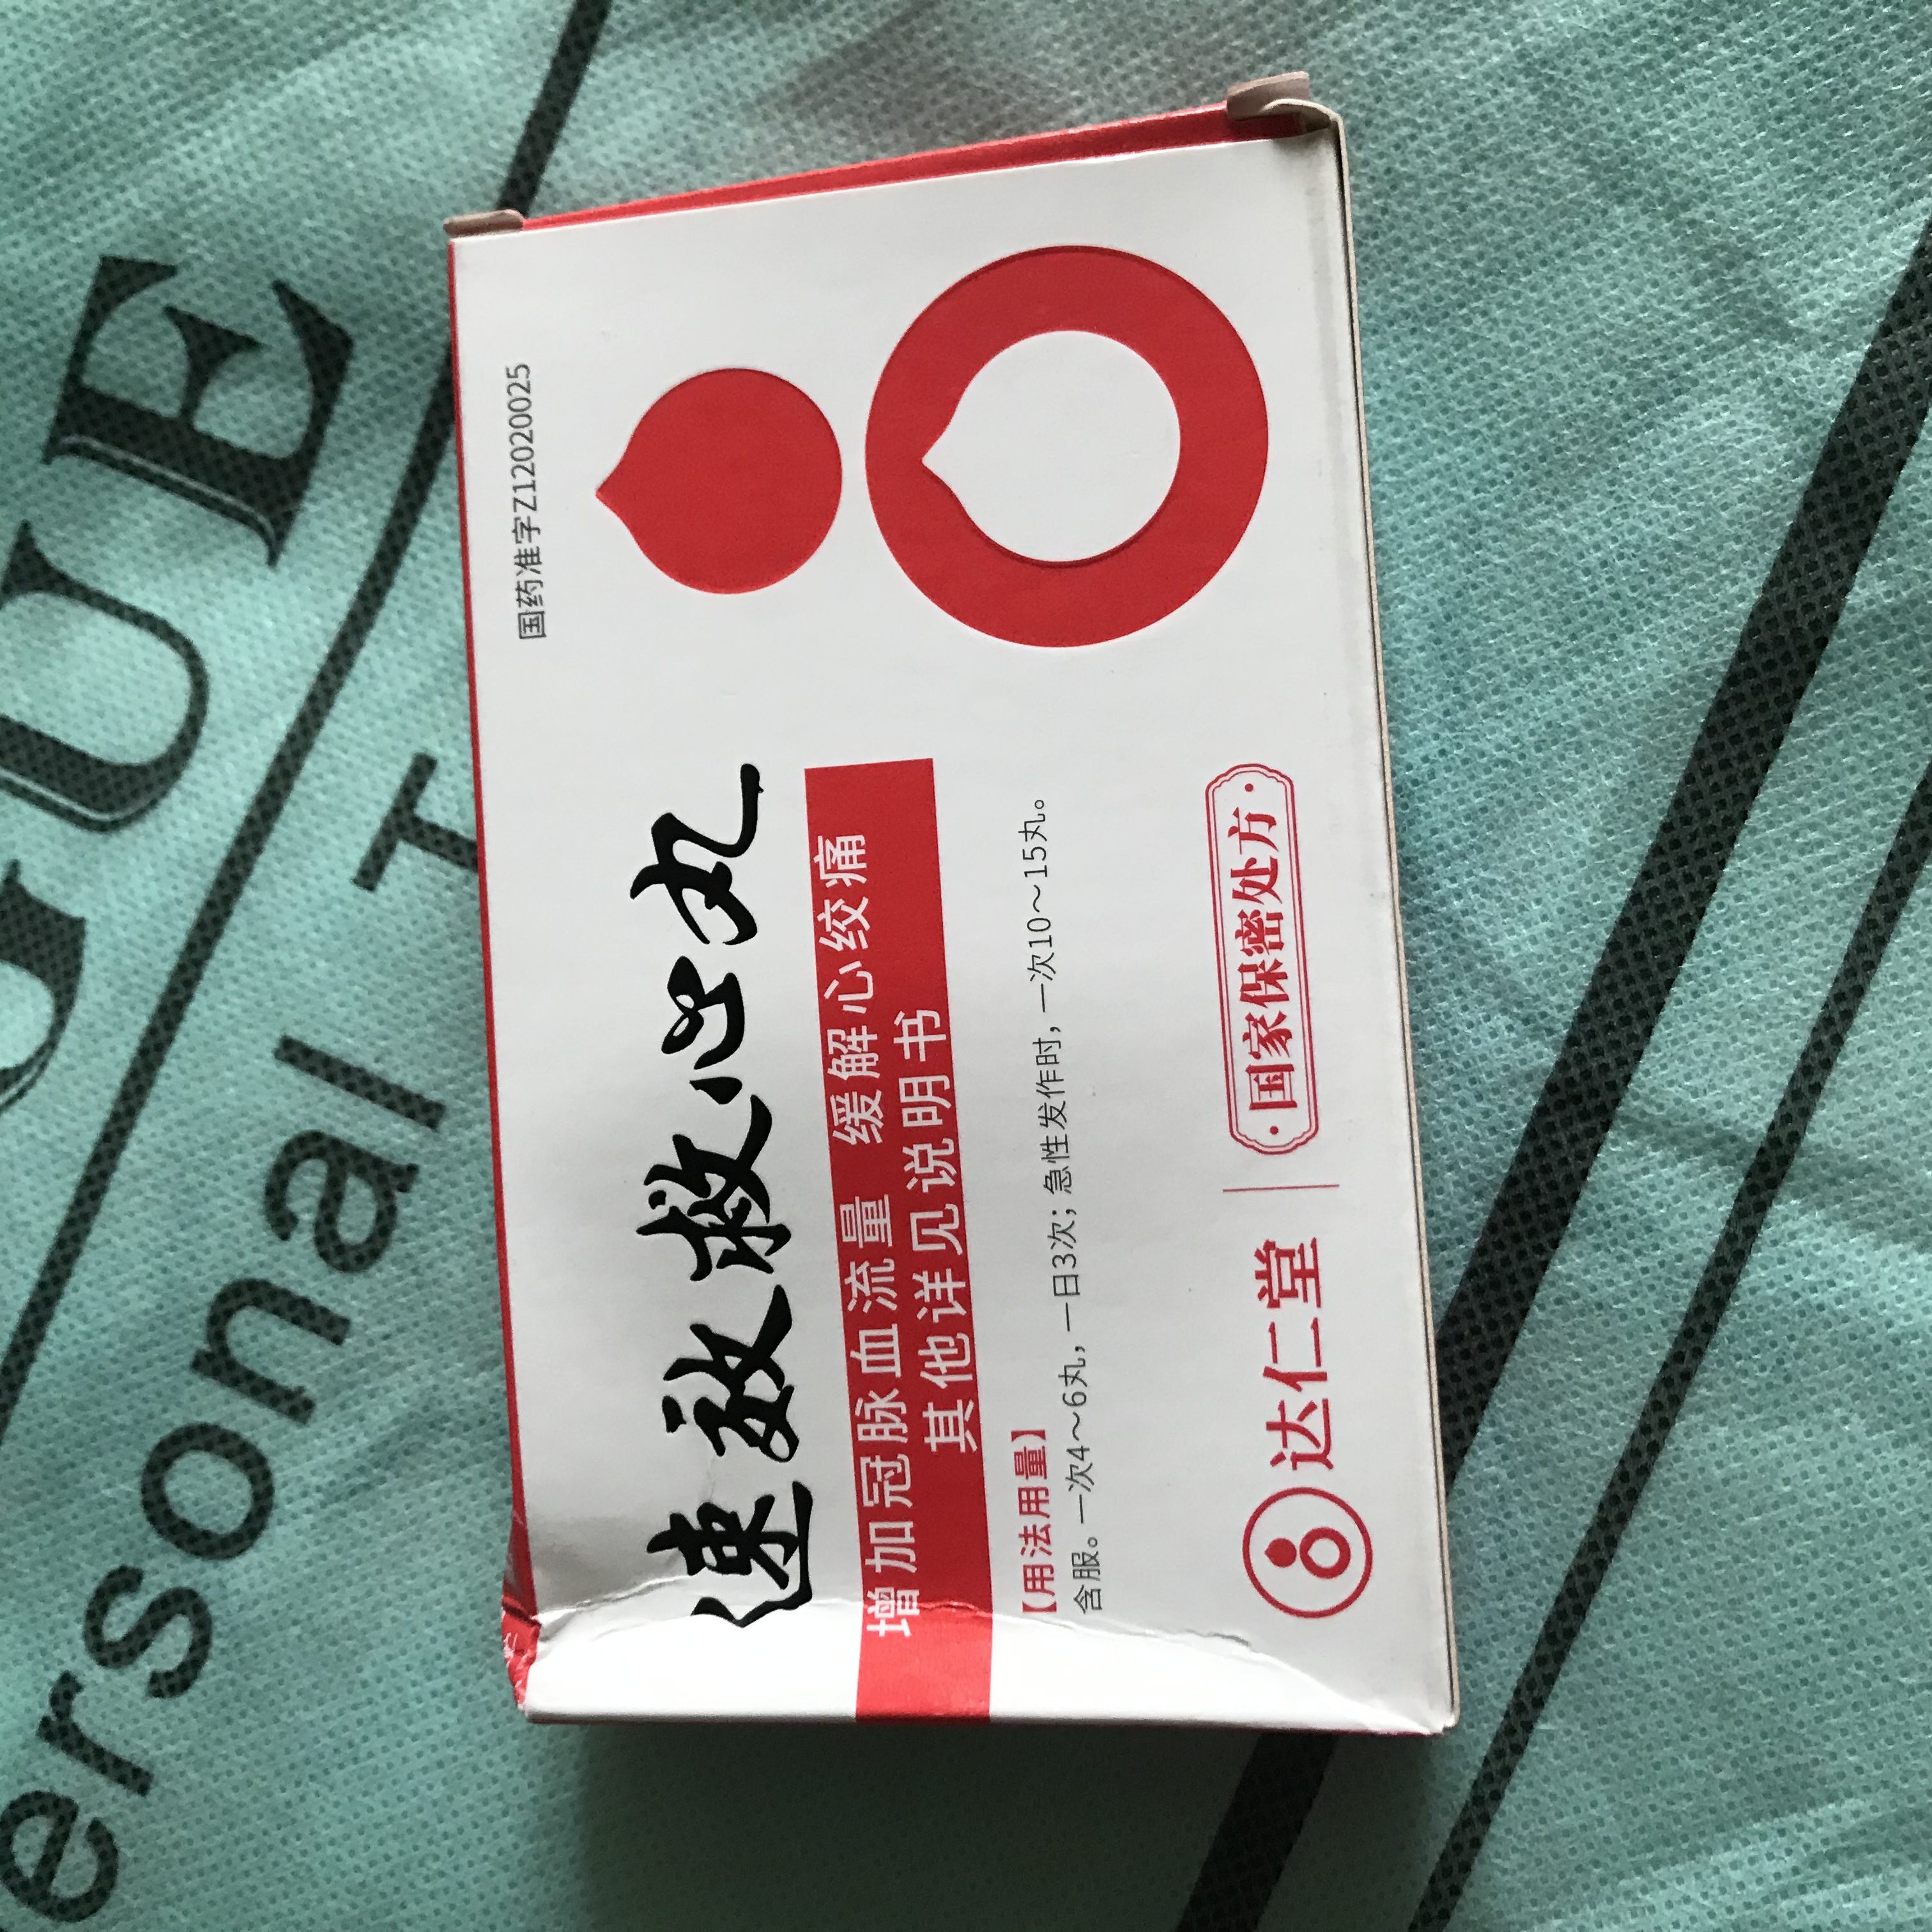 国药准字Z12020025
速效救心丸
增加冠脉血流量 缓解心绞痛
其他详见说明书
【用法用量】
含服。一次4～6丸，一日3次；急性发作时，一次10～15丸。
达仁堂
·国家保密处方·
GUE
ersonal T